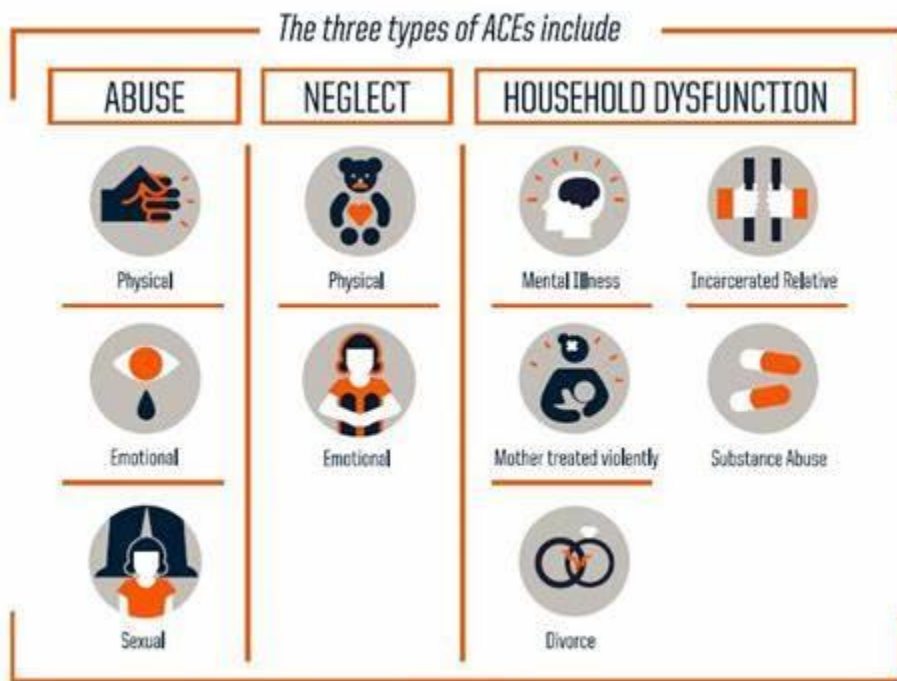 The three types of ACEs include
ABUSE
Physical
Emotional
Sexual
NEGLECT
Physical
Emotional
HOUSEHOLD DYSFUNCTION
Mental Illness
Incarcerated Relative
Mother treated violently
Substance Abuse
Divorce